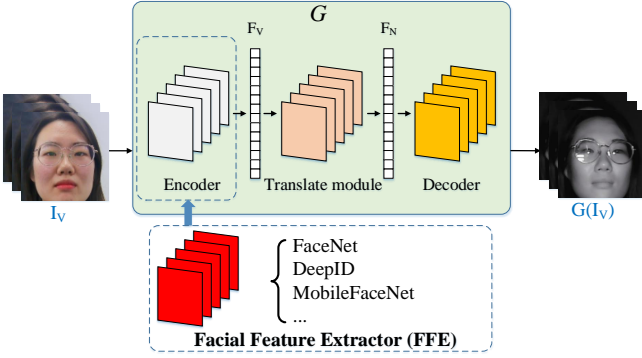 G
F_V
F_N
Encoder
Translate module
Decoder
I_V
G(I_V)
FaceNet
DeepID
MobileFaceNet
...
Facial Feature Extractor (FFE)